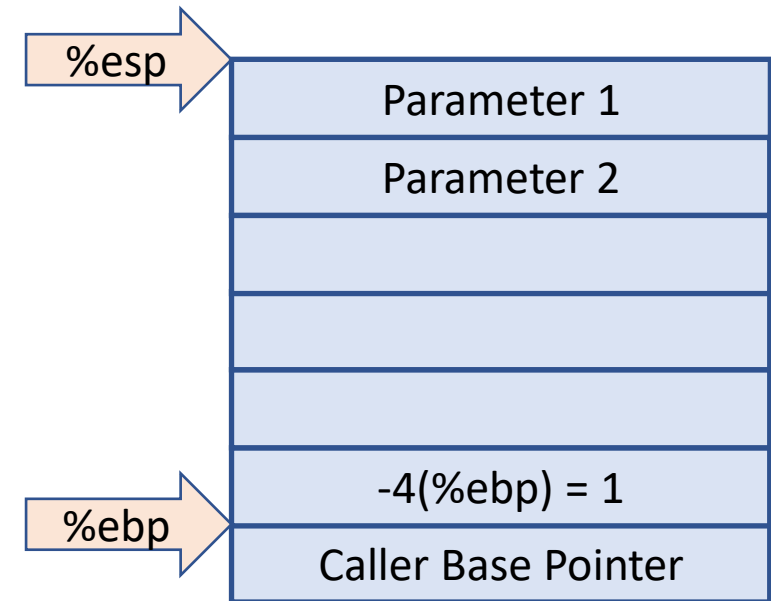 %esp
Parameter 1
Parameter 2
-4(%ebp) = 1
%ebp
Caller Base Pointer